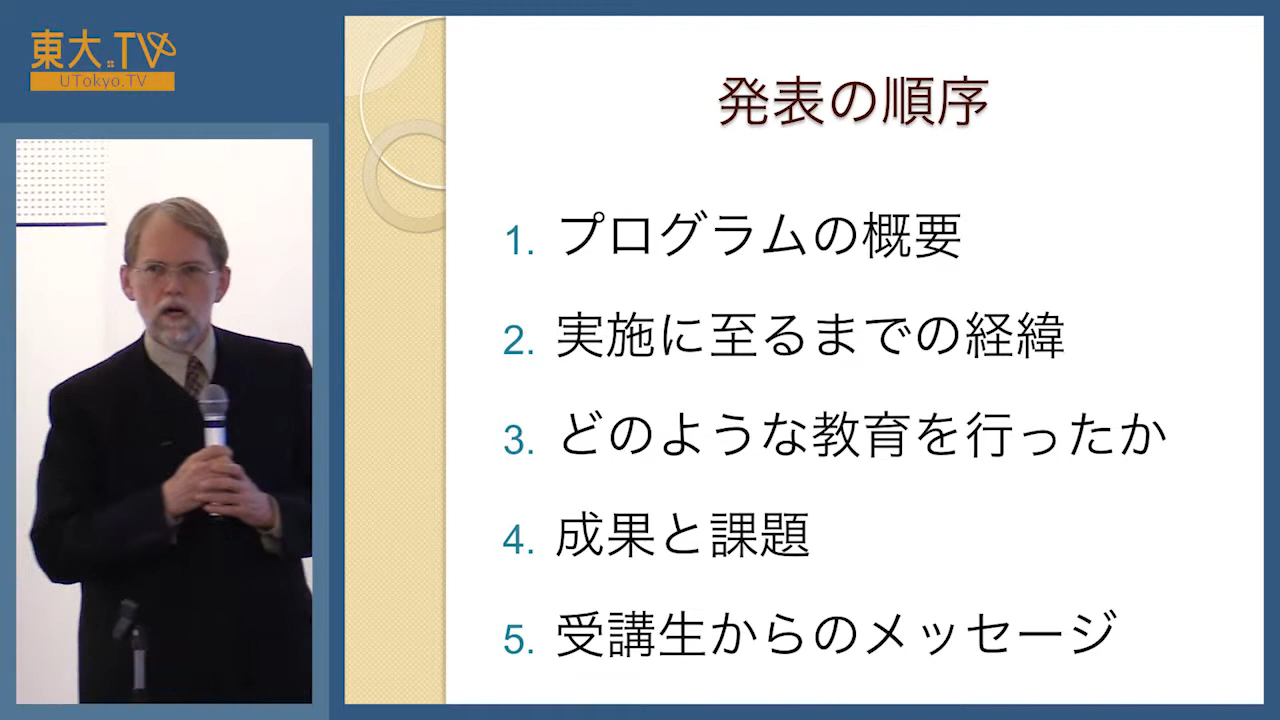 東大.TV
UTokyo.TV
発表の順序
1. プログラムの概要
2. 実施に至るまでの経緯
3. どのような教育を行ったか
4. 成果と課題
5. 受講生からのメッセージ